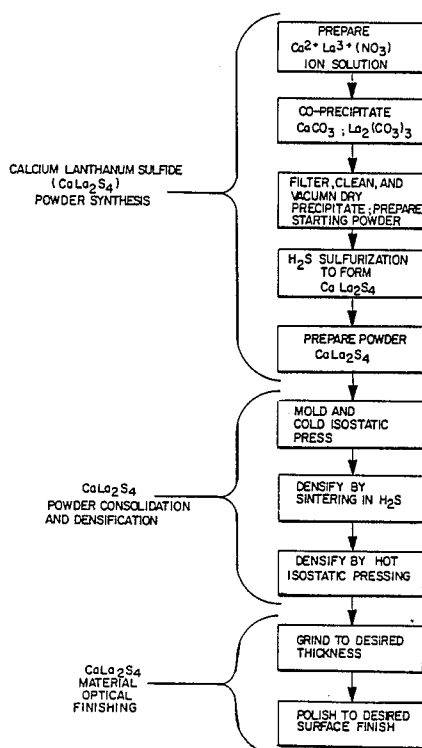 PREPARE
Ca2+ La3+ (NO3)
ION SOLUTION
CO-PRECIPITATE
CaCO3 ; La2(CO3)3
FILTER, CLEAN, AND
VACUMN DRY
PRECIPITATE; PREPARE
STARTING POWDER
H2S SULFURIZATION
TO FORM
Ca La2S4
PREPARE POWDER
CaLa2S4
CALCIUM LANTHANUM SULFIDE
(CaLa2S4)
POWDER SYNTHESIS
MOLD AND
COLD ISOSTATIC
PRESS
DENSIFY BY
SINTERING IN H2S
DENSIFY BY HOT
ISOSTATIC PRESSING
CaLa2S4
POWDER CONSOLIDATION
AND DENSIFICATION
GRIND TO DESIRED
THICKNESS
POLISH TO DESIRED
SURFACE FINISH
CaLa2S4
MATERIAL
OPTICAL
FINISHING